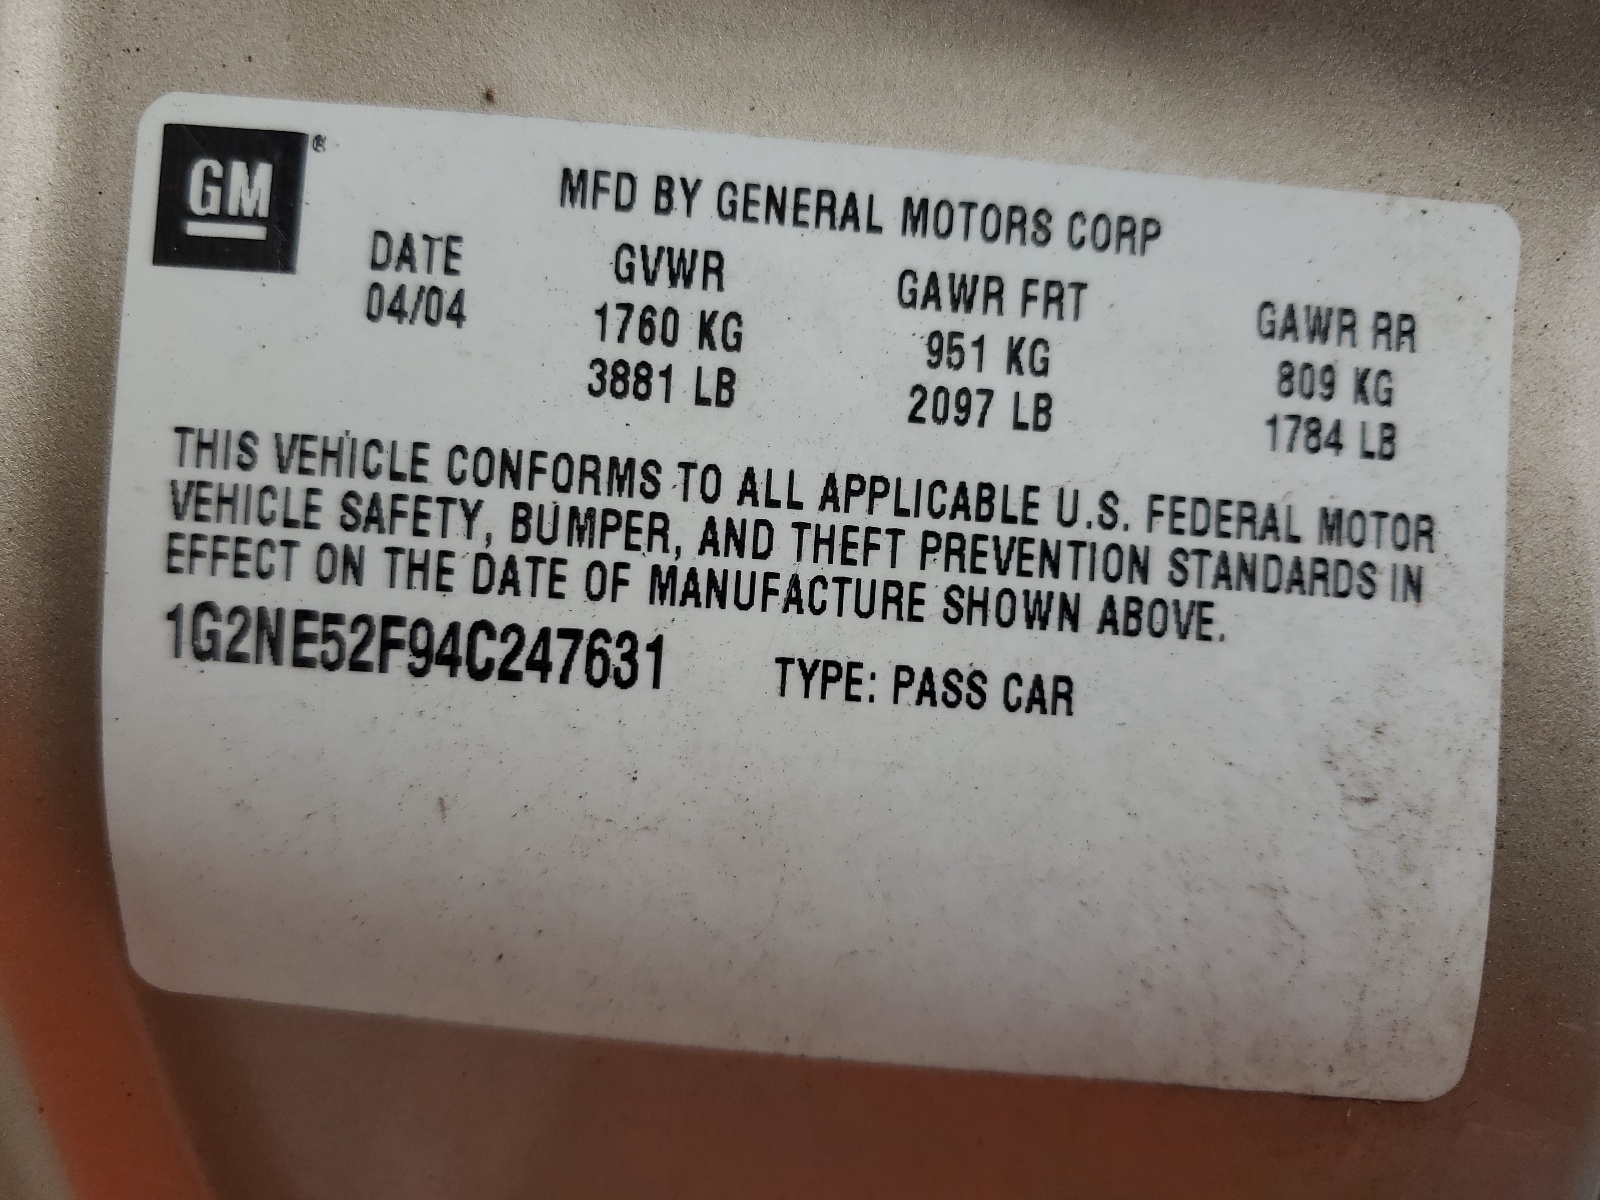 GM ®
MFD BY GENERAL MOTORS CORP
DATE GVWR GAWR FRT GAWR RR
04/04 1760 KG 951 KG 809 KG
3881 LB 2097 LB 1784 LB
THIS VEHICLE CONFORMS TO ALL APPLICABLE U.S. FEDERAL MOTOR
VEHICLE SAFETY, BUMPER, AND THEFT PREVENTION STANDARDS IN
EFFECT ON THE DATE OF MANUFACTURE SHOWN ABOVE.
1G2NE52F94C247631 TYPE: PASS CAR